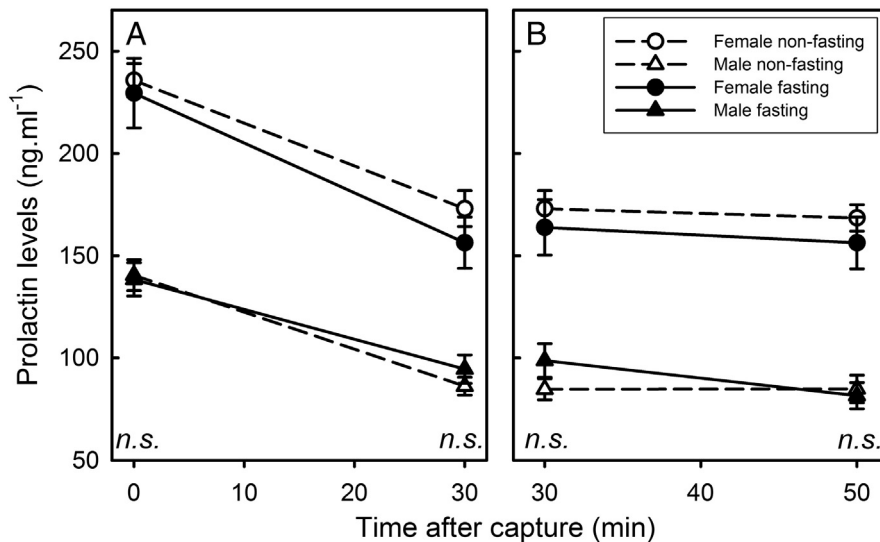 A
B
Female non-fasting
Male non-fasting
Female fasting
Male fasting
250
200
150
100
50
Prolactin levels (ng.ml⁻¹)
n.s.
n.s.
n.s.
n.s.
0
10
20
30
30
40
50
Time after capture (min)